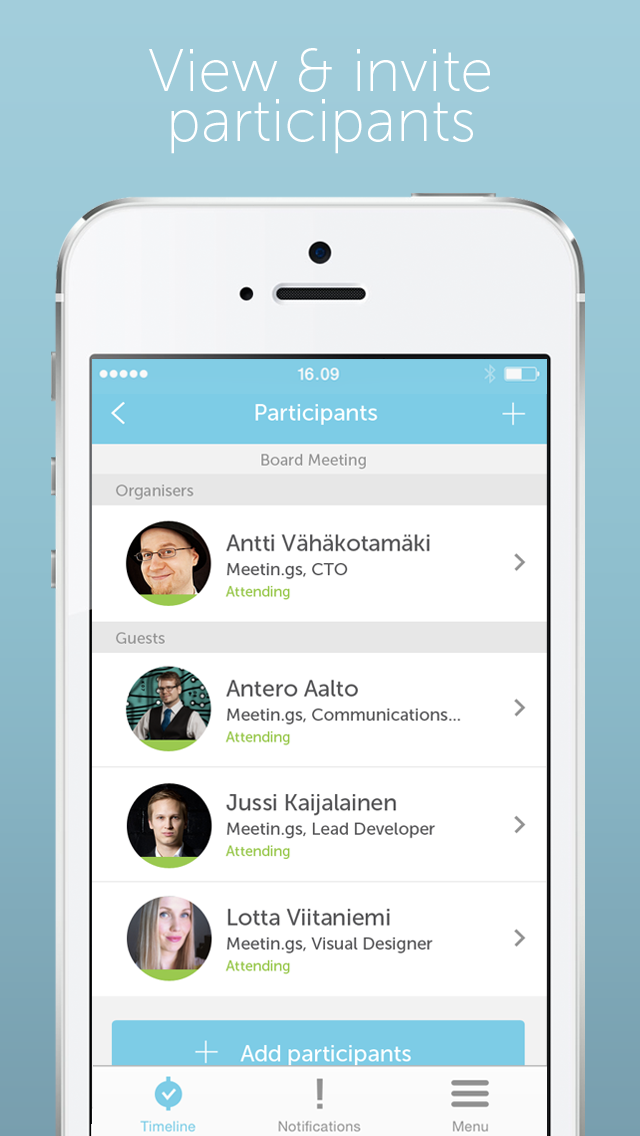 View & invite
participants
16.09
Participants
Board Meeting
Organisers
Antti Vähäkotamäki
Meetin.gs, CTO
Attending
Guests
Antero Aalto
Meetin.gs, Communications...
Attending
Jussi Kaijalainen
Meetin.gs, Lead Developer
Attending
Lotta Viitaniemi
Meetin.gs, Visual Designer
Attending
+ Add participants
Timeline
Notifications
Menu